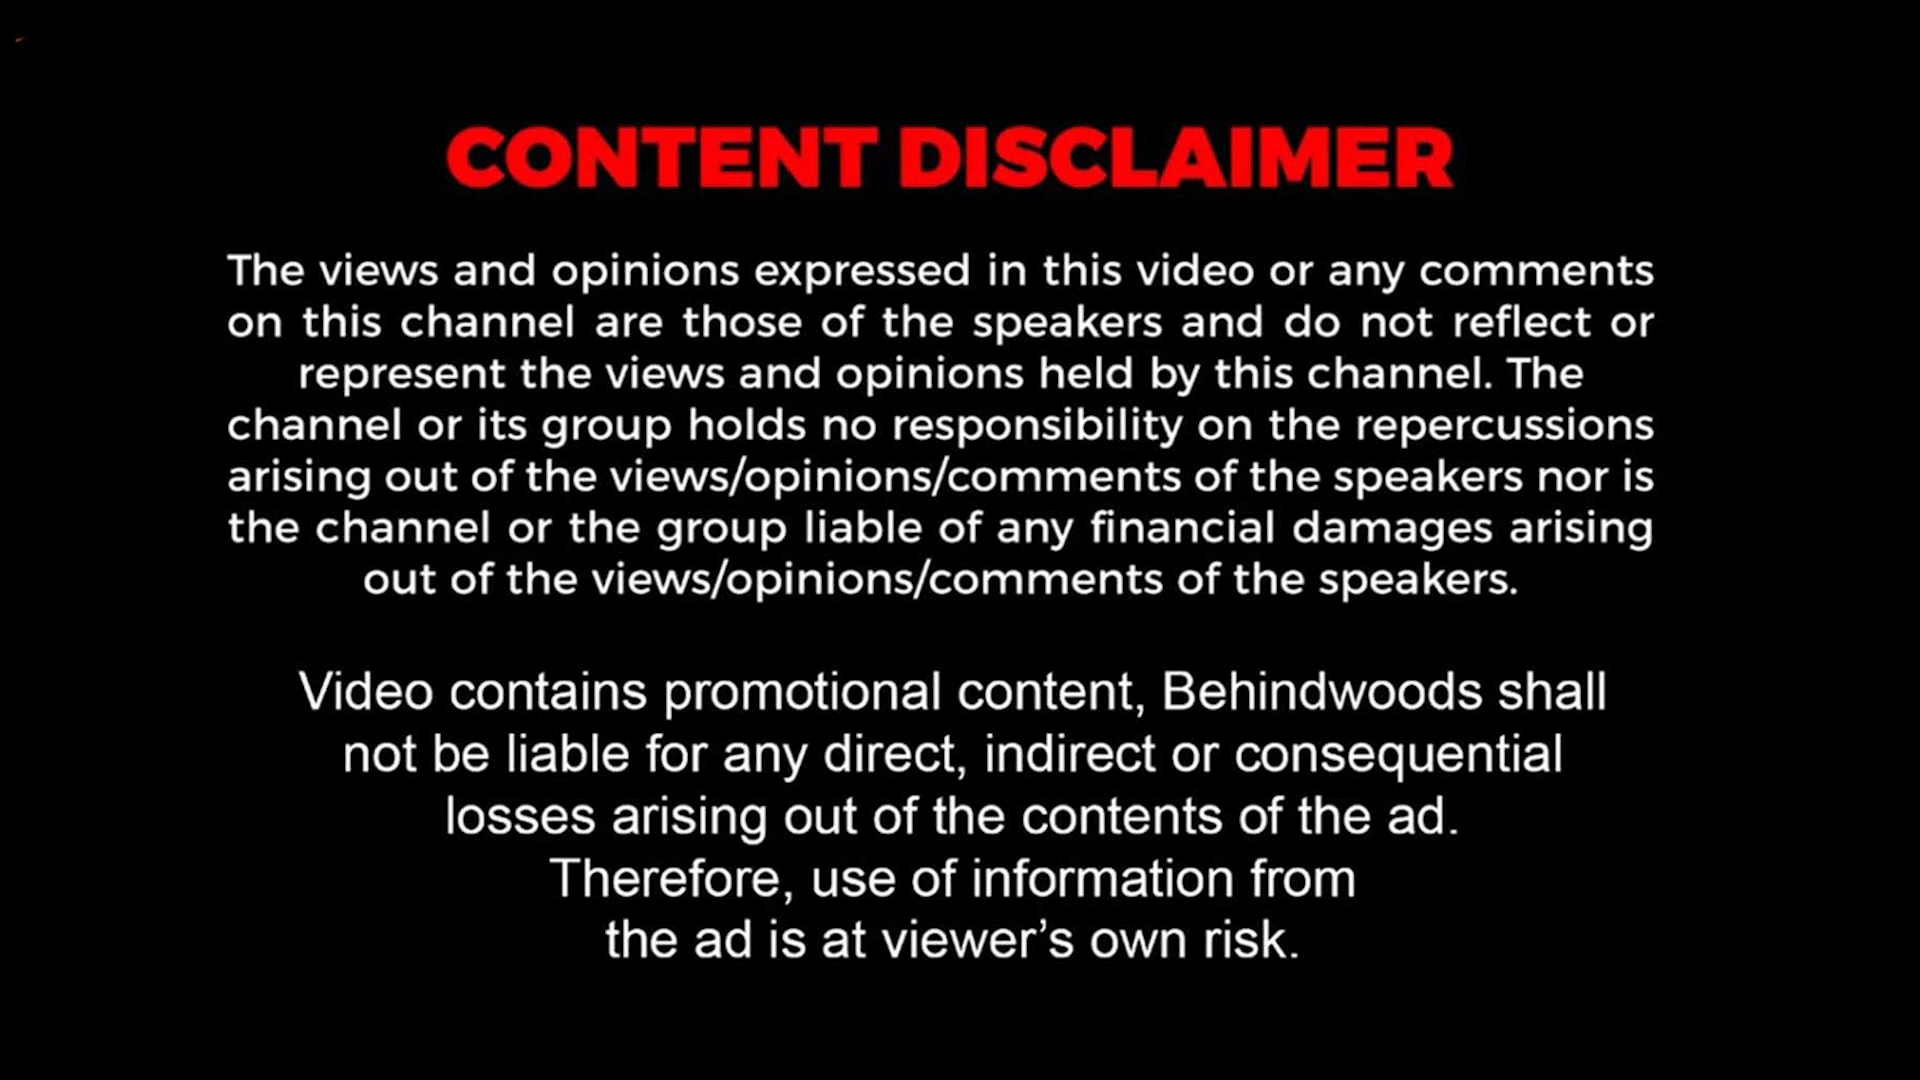 CONTENT DISCLAIMER
The views and opinions expressed in this video or any comments
on this channel are those of the speakers and do not reflect or
represent the views and opinions held by this channel. The
channel or its group holds no responsibility on the repercussions
arising out of the views/opinions/comments of the speakers nor is
the channel or the group liable of any financial damages arising
out of the views/opinions/comments of the speakers.
Video contains promotional content, Behindwoods shall
not be liable for any direct, indirect or consequential
losses arising out of the contents of the ad.
Therefore, use of information from
the ad is at viewer’s own risk.